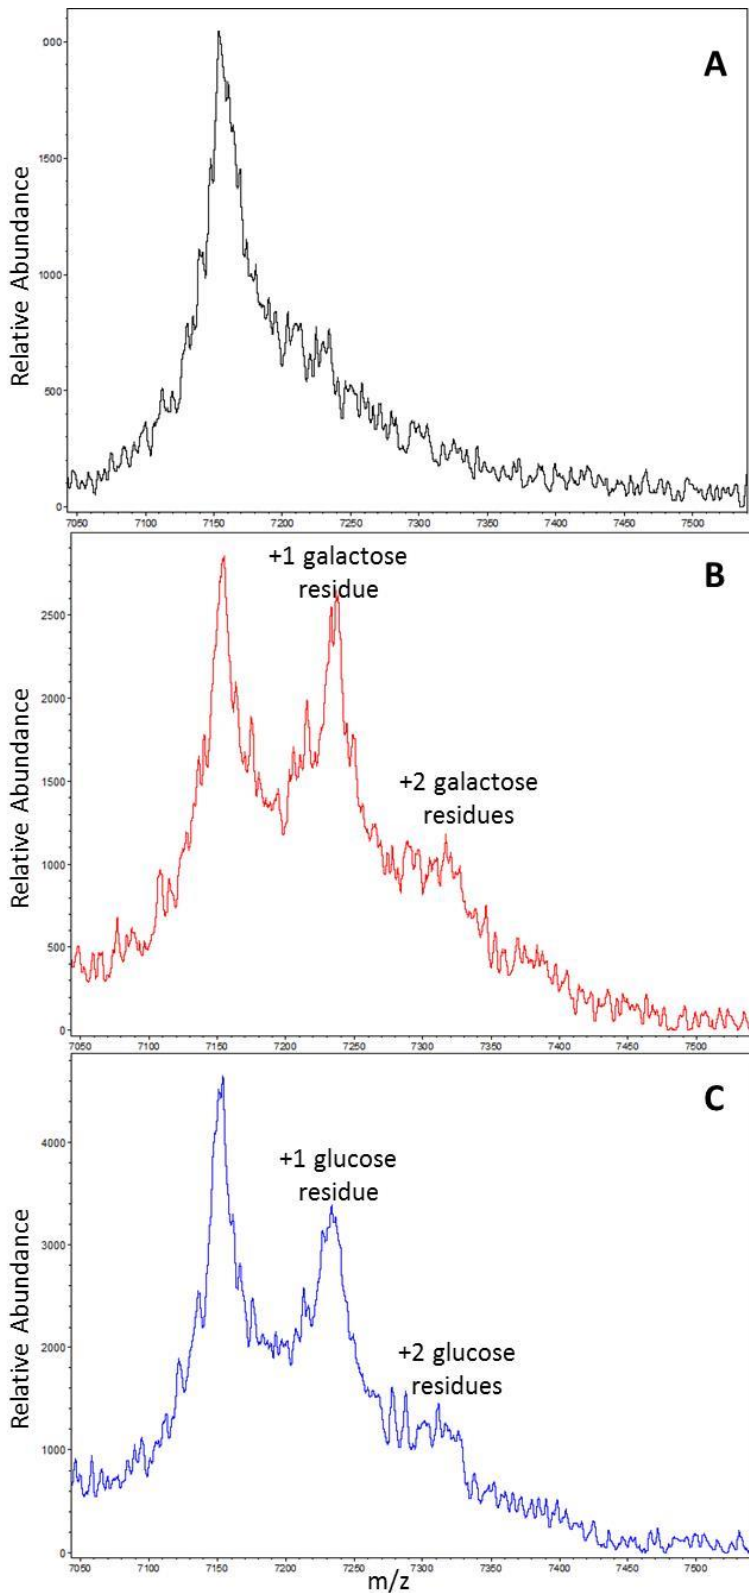 A
Relative Abundance
000
1500
1000
500
0
7050 7100 7150 7200 7250 7300 7350 7400 7450 7500
B
+1 galactose
residue
+2 galactose
residues
Relative Abundance
2500
2000
1500
1000
500
0
7050 7100 7150 7200 7250 7300 7350 7400 7450 7500
C
+1 glucose
residue
+2 glucose
residues
Relative Abundance
4000
3000
2000
1000
0
7050 7100 7150 7200 7250 7300 7350 7400 7450 7500
m/z